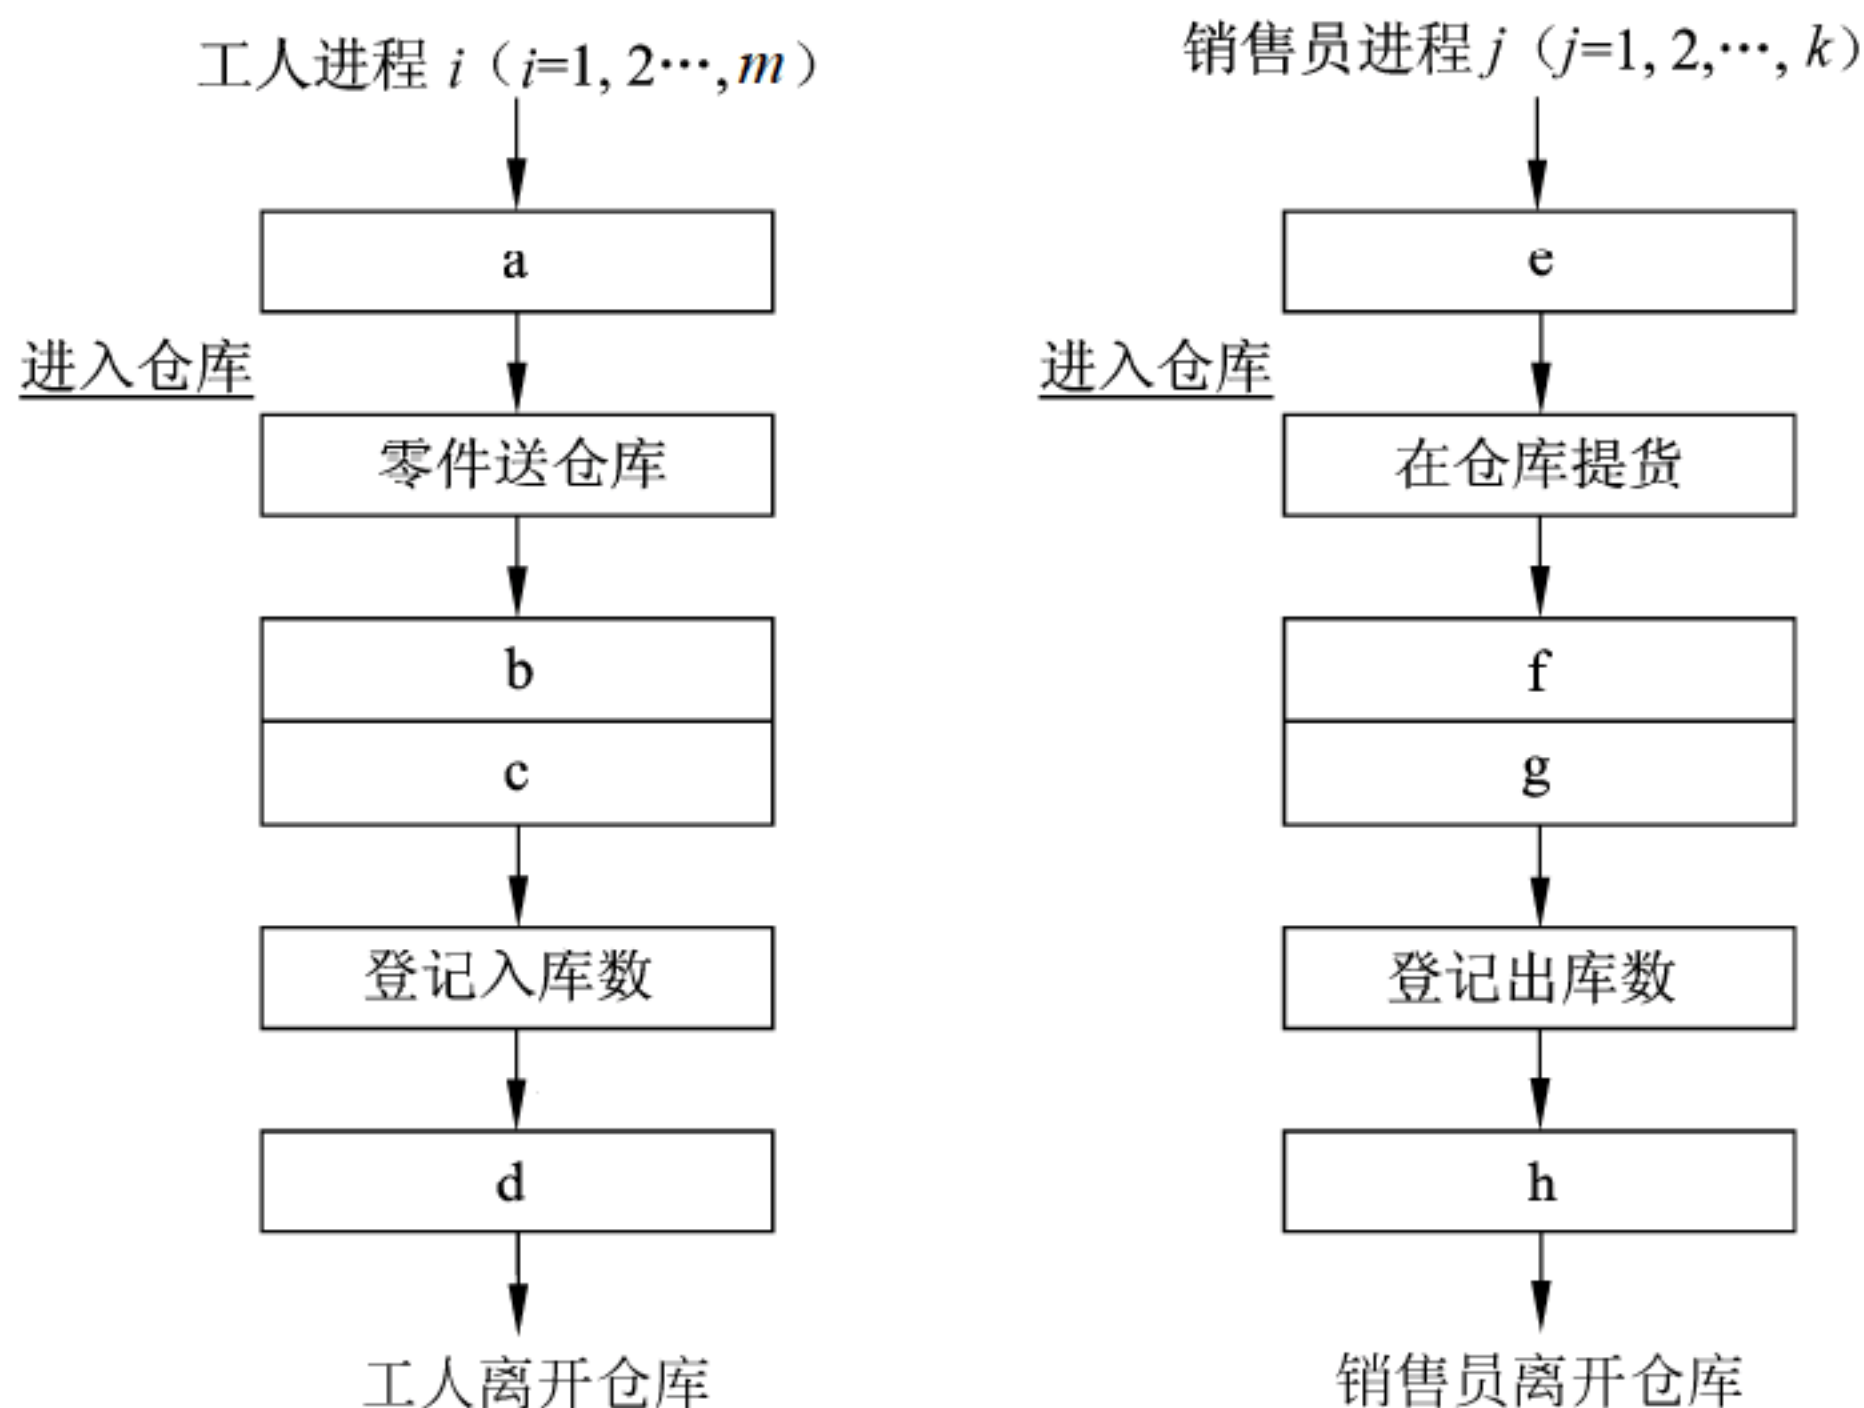 工人进程 i（i=1, 2…, m）
a
进入仓库
零件送仓库
b
c
登记入库数
d
工人离开仓库
销售员进程 j（j=1, 2,…, k）
e
进入仓库
在仓库提货
f
g
登记出库数
h
销售员离开仓库